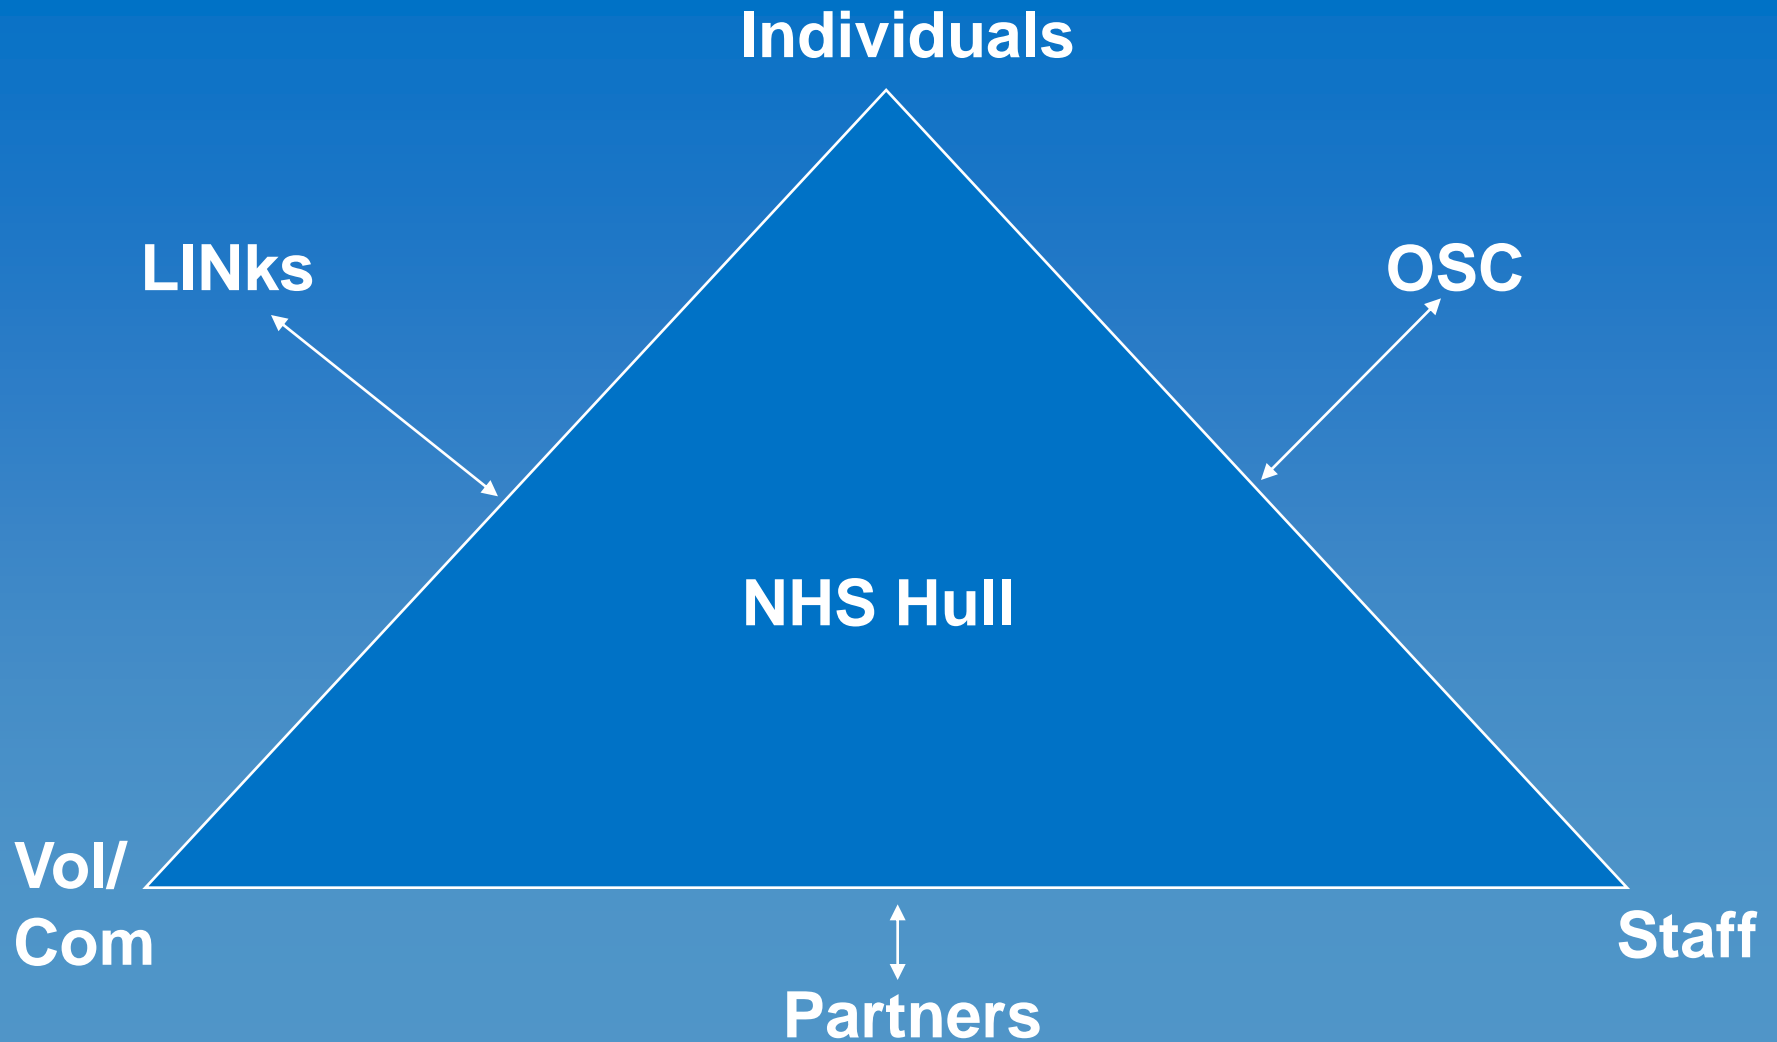 Individuals
LINks
OSC
NHS Hull
Vol/
Com
Staff
Partners